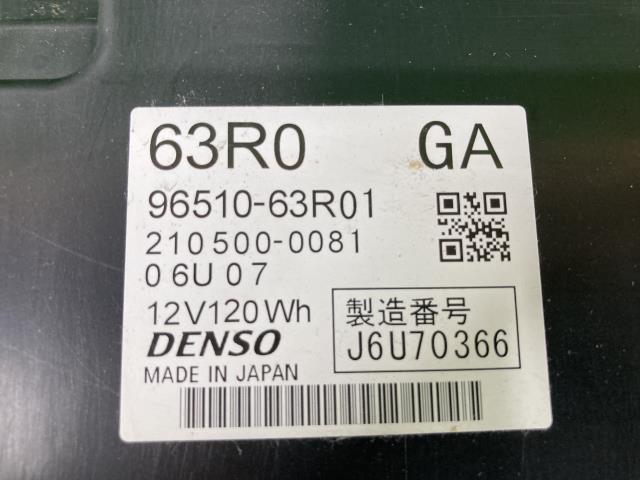 63R0 GA
96510-63R01
210500-0081
06U07
12V120Wh
製造番号
DENSO
J6U70366
MADE IN JAPAN